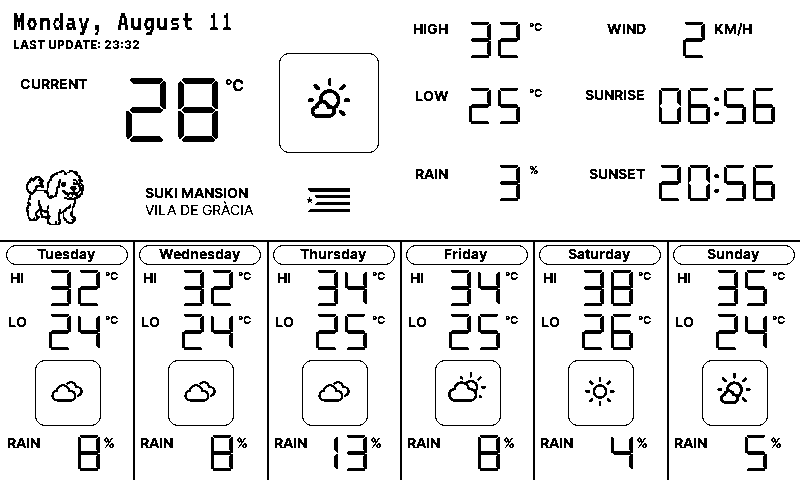 Monday, August 11
LAST UPDATE: 23:32
CURRENT 28 °C
HIGH 32 °C
LOW 25 °C
RAIN 3 %
WIND 2 KM/H
SUNRISE 06:56
SUNSET 20:56
SUKI MANSION
VILA DE GRÀCIA
Tuesday
HI 32 °C
LO 24 °C
RAIN 8 %
Wednesday
HI 32 °C
LO 24 °C
RAIN 8 %
Thursday
HI 34 °C
LO 25 °C
RAIN 13 %
Friday
HI 34 °C
LO 25 °C
RAIN 8 %
Saturday
HI 38 °C
LO 26 °C
RAIN 4 %
Sunday
HI 35 °C
LO 24 °C
RAIN 5 %